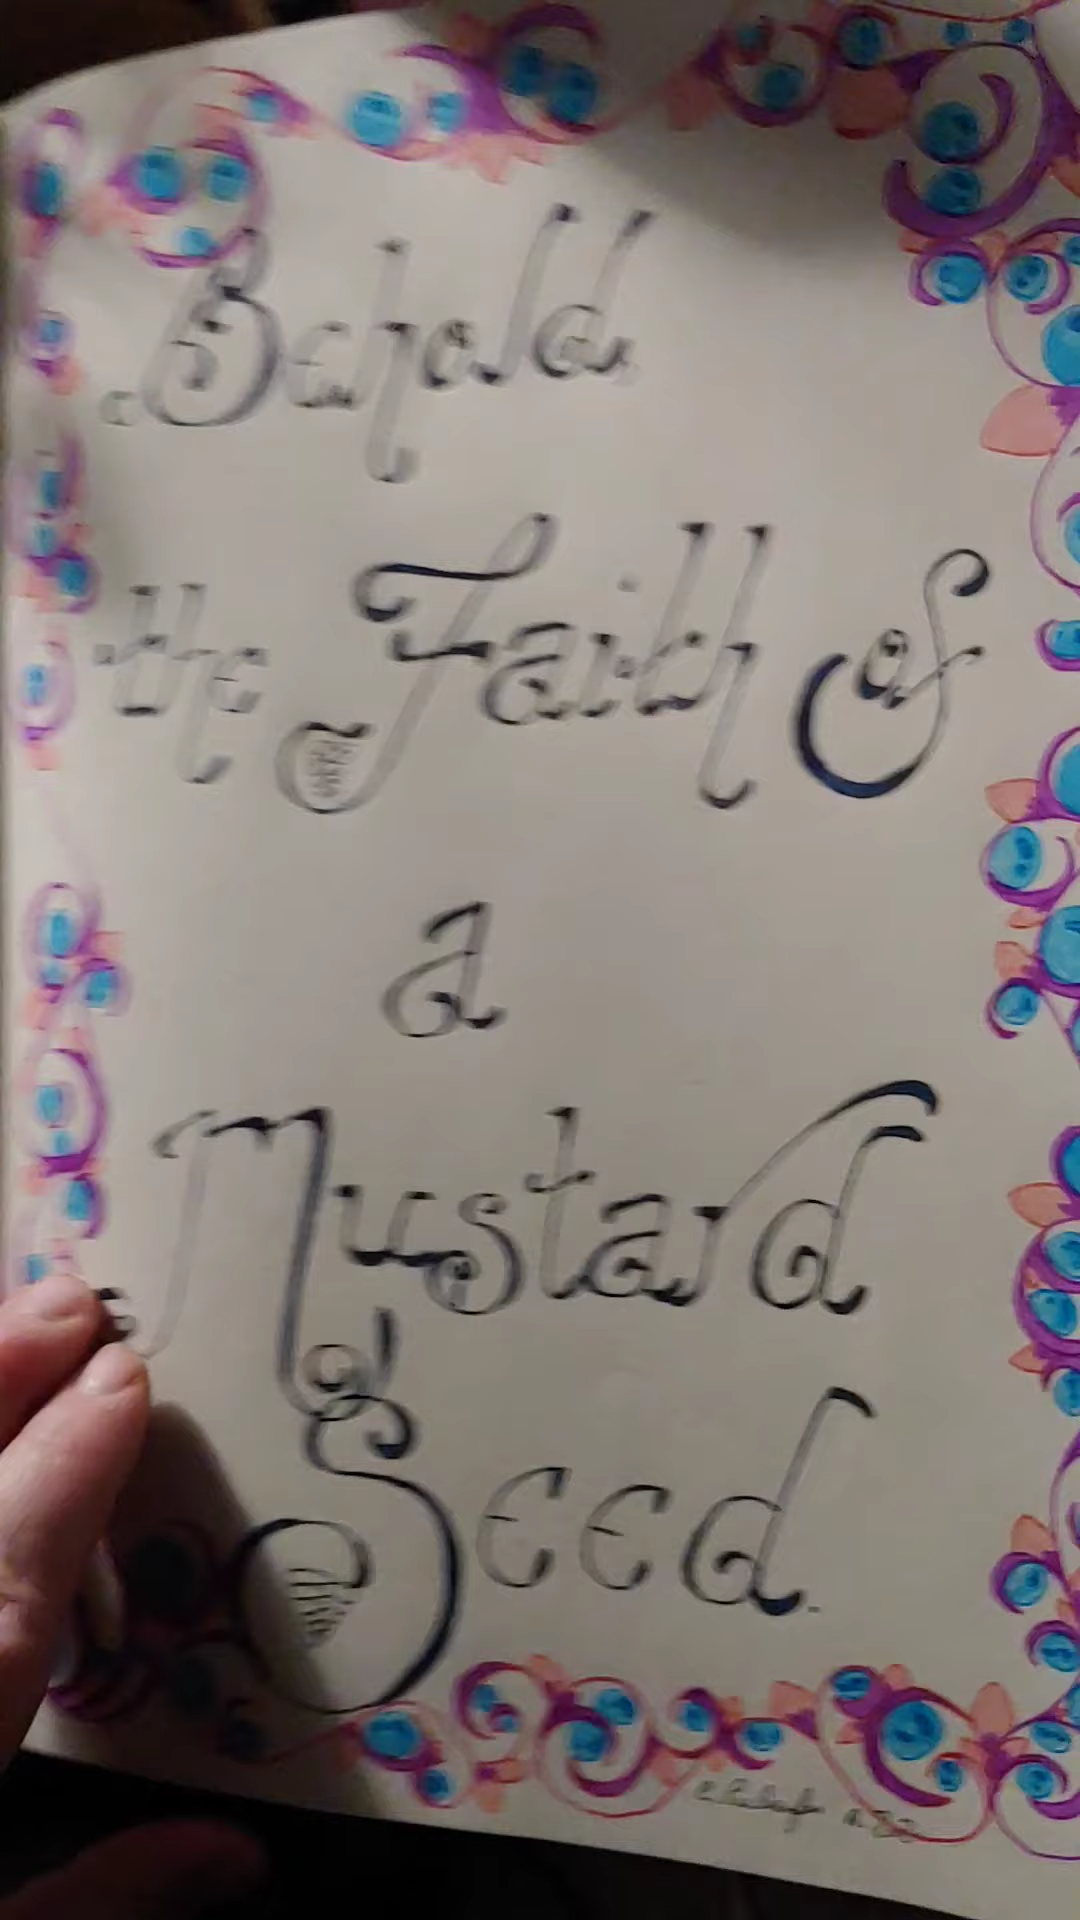 Behold
the Faith of
a
Mustard
Seed.